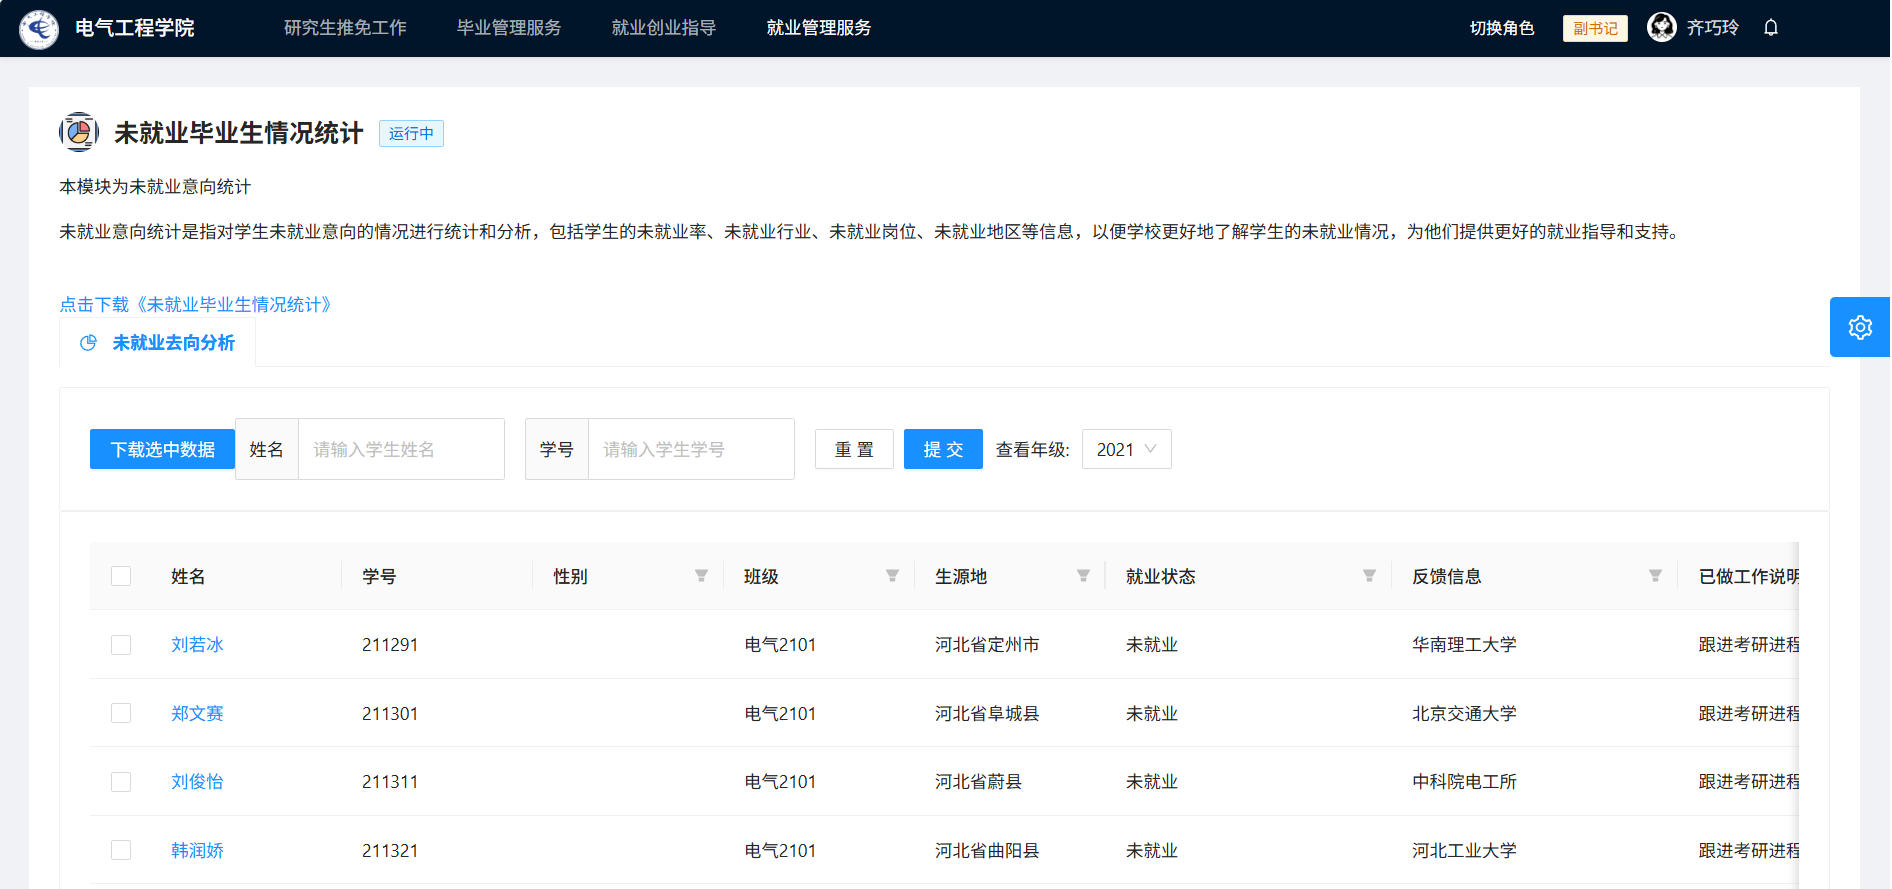 电气工程学院 研究生推免工作 毕业管理服务 就业创业指导 就业管理服务 切换角色 副书记 齐巧玲
未就业毕业生情况统计 运行中
本模块为未就业意向统计
未就业意向统计是指对学生未就业意向的情况进行统计和分析，包括学生的未就业率、未就业行业、未就业岗位、未就业地区等信息，以便学校更好地了解学生的未就业情况，为他们提供更好的就业指导和支持。
点击下载《未就业毕业生情况统计》
未就业去向分析
下载选中数据 姓名 请输入学生姓名 学号 请输入学生学号 重 置 提 交 查看年级: 2021
姓名 学号 性别 班级 生源地 就业状态 反馈信息 已做工作说明
刘若冰 211291 电气2101 河北省定州市 未就业 华南理工大学 跟进考研进程
郑文赛 211301 电气2101 河北省阜城县 未就业 北京交通大学 跟进考研进程
刘俊怡 211311 电气2101 河北省蔚县 未就业 中科院电工所 跟进考研进程
韩润娇 211321 电气2101 河北省曲阳县 未就业 河北工业大学 跟进考研进程